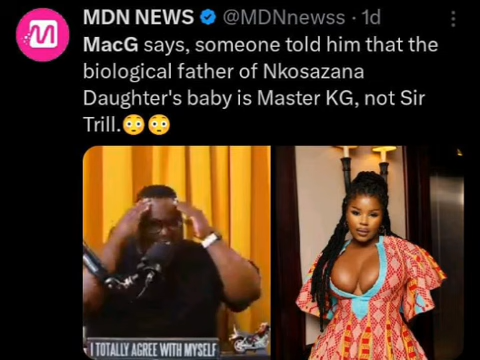 MDN NEWS @MDNnewss · 1d
MacG says, someone told him that the
biological father of Nkosazana
Daughter's baby is Master KG, not Sir
Trill.😳😳
I TOTALLY AGREE WITH MYSELF